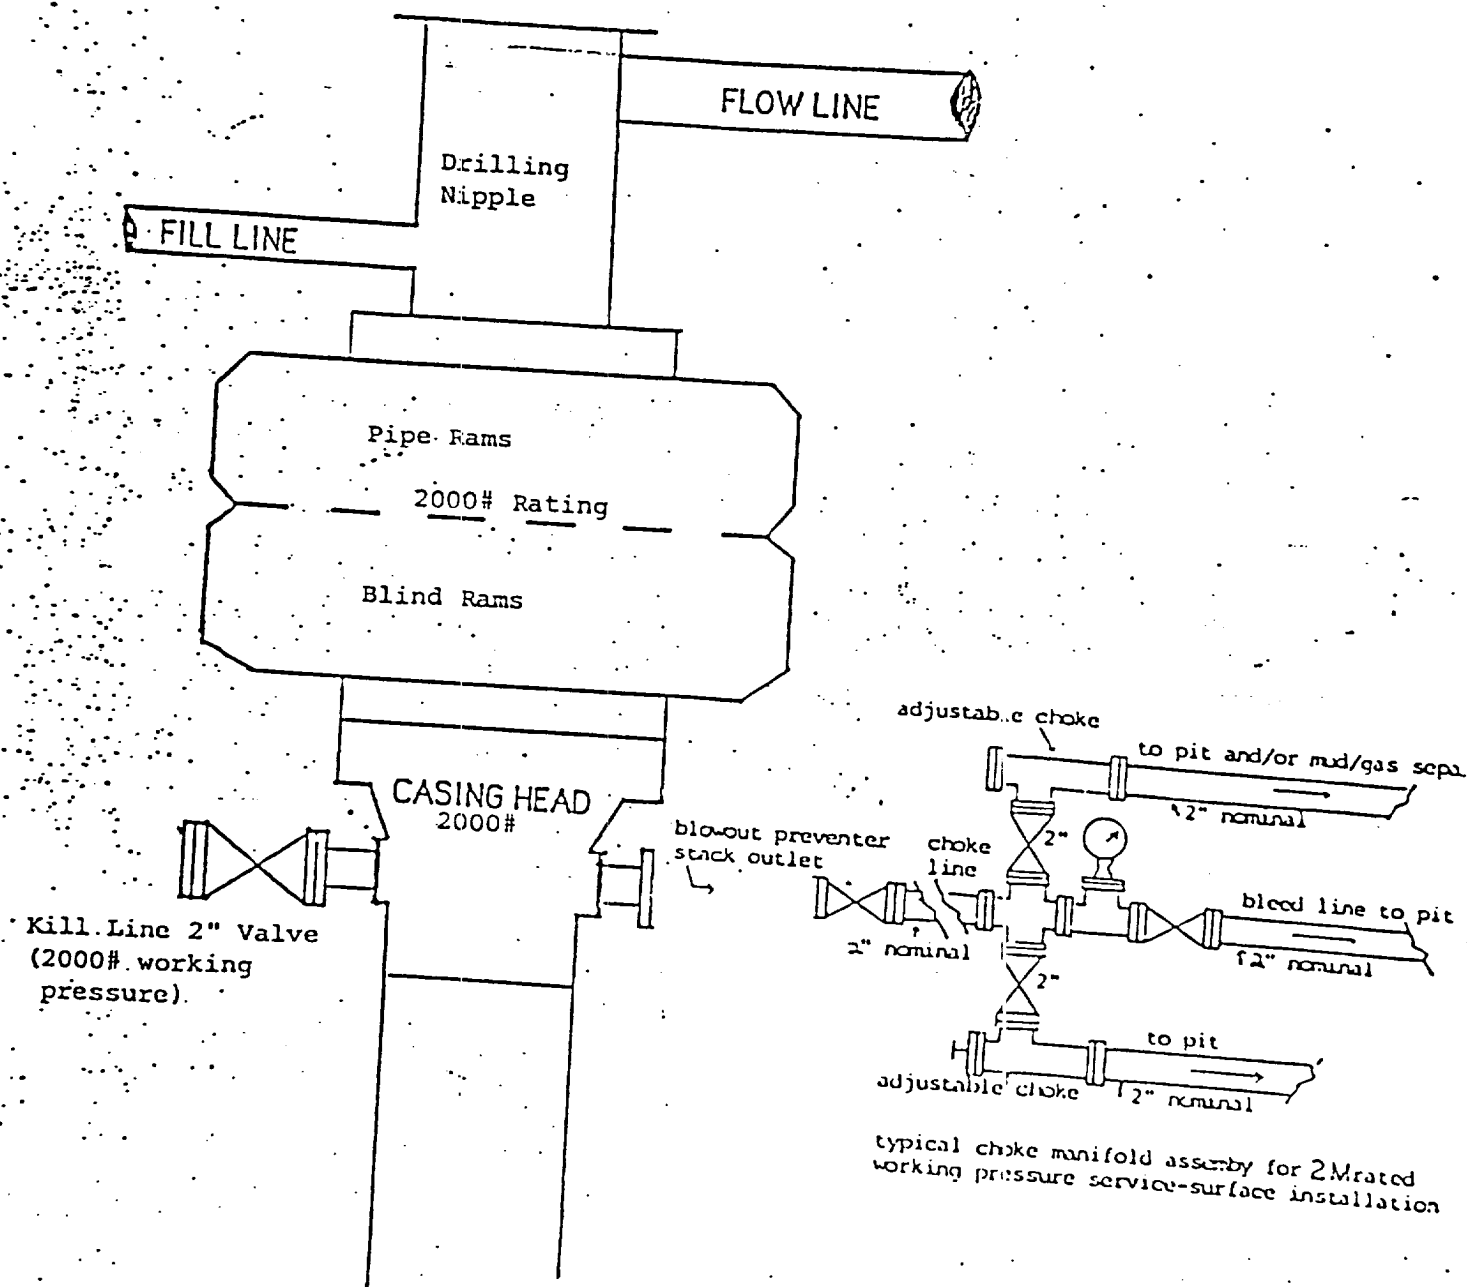 FLOW LINE
Drilling
Nipple
FILL LINE
Pipe Rams
2000# Rating
Blind Rams
CASING HEAD
2000#
Kill Line 2" Valve
(2000# working
pressure)
blowout preventer
stack outlet
adjustable choke
to pit and/or mud/gas sepa
2" nominal
2"
choke
line
2" nominal
bleed line to pit
2" nominal
2"
to pit
adjustable choke
2" nominal
typical choke manifold assemby for 2M rated
working pressure service-surface installation